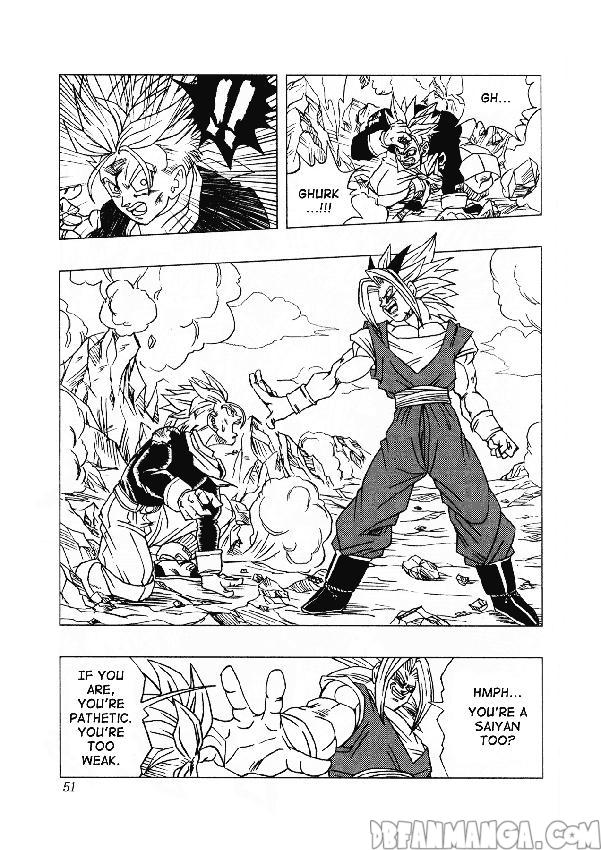 GH...
GHURK
...!!!
!!
HMPH...
YOU'RE A
SAIYAN
TOO?
IF YOU
ARE,
YOU'RE
PATHETIC.
YOU'RE
TOO
WEAK.
51
DBFANMANGA.COM